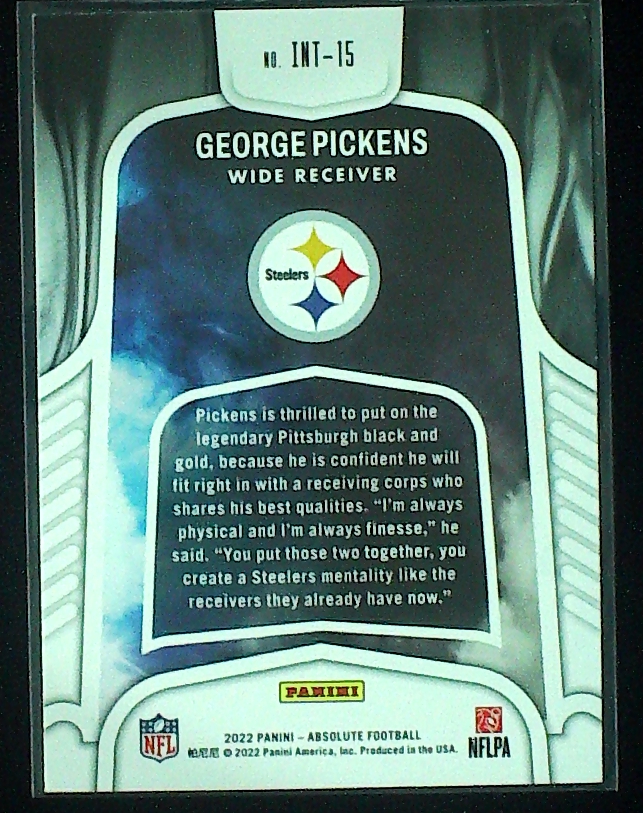 NO. INT-15
GEORGE PICKENS
WIDE RECEIVER
Steelers
Pickens is thrilled to put on the
legendary Pittsburgh black and
gold, because he is confident he will
fit right in with a receiving corps who
shares his best qualities. “I'm always
physical and I'm always finesse,” he
said. “You put those two together, you
create a Steelers mentality like the
receivers they already have now.”
PANINI
NFL
2022 PANINI – ABSOLUTE FOOTBALL
帕尼尼 © 2022 Panini America, Inc. Produced in the USA.
NFLPA